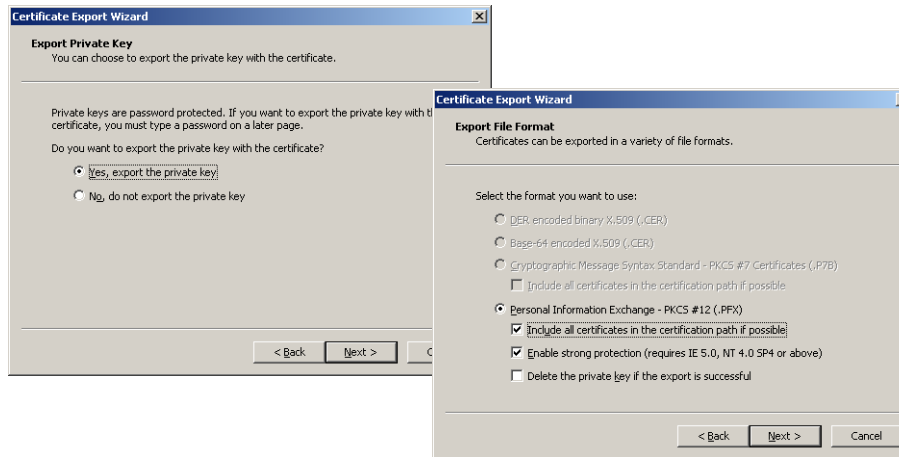 Certificate Export Wizard
Export Private Key
You can choose to export the private key with the certificate.
Private keys are password protected. If you want to export the private key with
certificate, you must type a password on a later page.
Do you want to export the private key with the certificate?
Yes, export the private key
No, do not export the private key
< Back
Next >
Certificate Export Wizard
Export File Format
Certificates can be exported in a variety of file formats.
Select the format you want to use:
DER encoded binary X.509 (.CER)
Base-64 encoded X.509 (.CER)
Cryptographic Message Syntax Standard - PKCS #7 Certificates (.P7B)
Include all certificates in the certification path if possible
Personal Information Exchange - PKCS #12 (.PFX)
Include all certificates in the certification path if possible
Enable strong protection (requires IE 5.0, NT 4.0 SP4 or above)
Delete the private key if the export is successful
< Back
Next >
Cancel